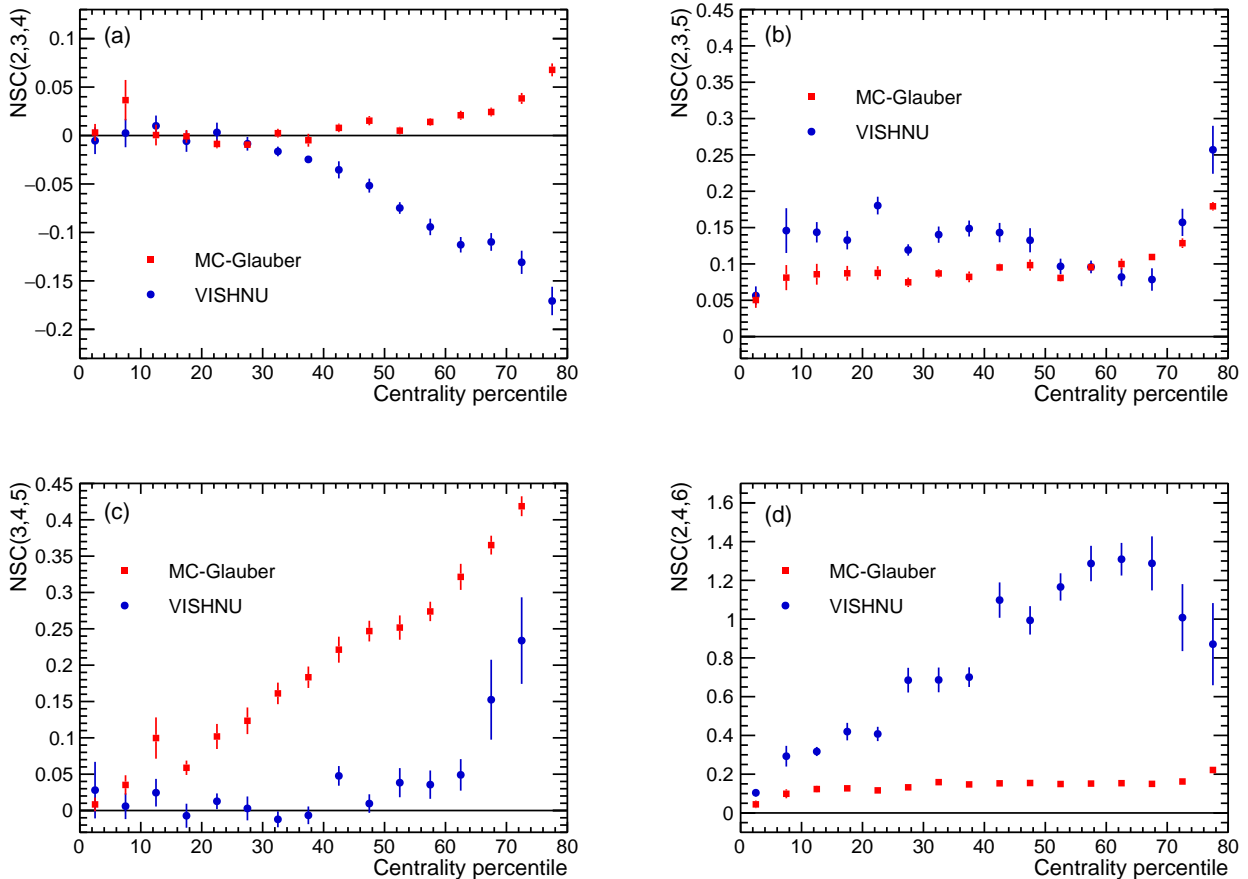 (a)
NSC(2,3,4)
0.1
0.05
0
−0.05
−0.1
−0.15
−0.2
MC-Glauber
VISHNU
0 10 20 30 40 50 60 70 80
Centrality percentile
(b)
NSC(2,3,5)
0.45
0.4
0.35
0.3
0.25
0.2
0.15
0.1
0.05
0
MC-Glauber
VISHNU
0 10 20 30 40 50 60 70 80
Centrality percentile
(c)
NSC(3,4,5)
0.45
0.4
0.35
0.3
0.25
0.2
0.15
0.1
0.05
0
MC-Glauber
VISHNU
0 10 20 30 40 50 60 70 80
Centrality percentile
(d)
NSC(2,4,6)
1.6
1.4
1.2
1
0.8
0.6
0.4
0.2
0
MC-Glauber
VISHNU
0 10 20 30 40 50 60 70 80
Centrality percentile